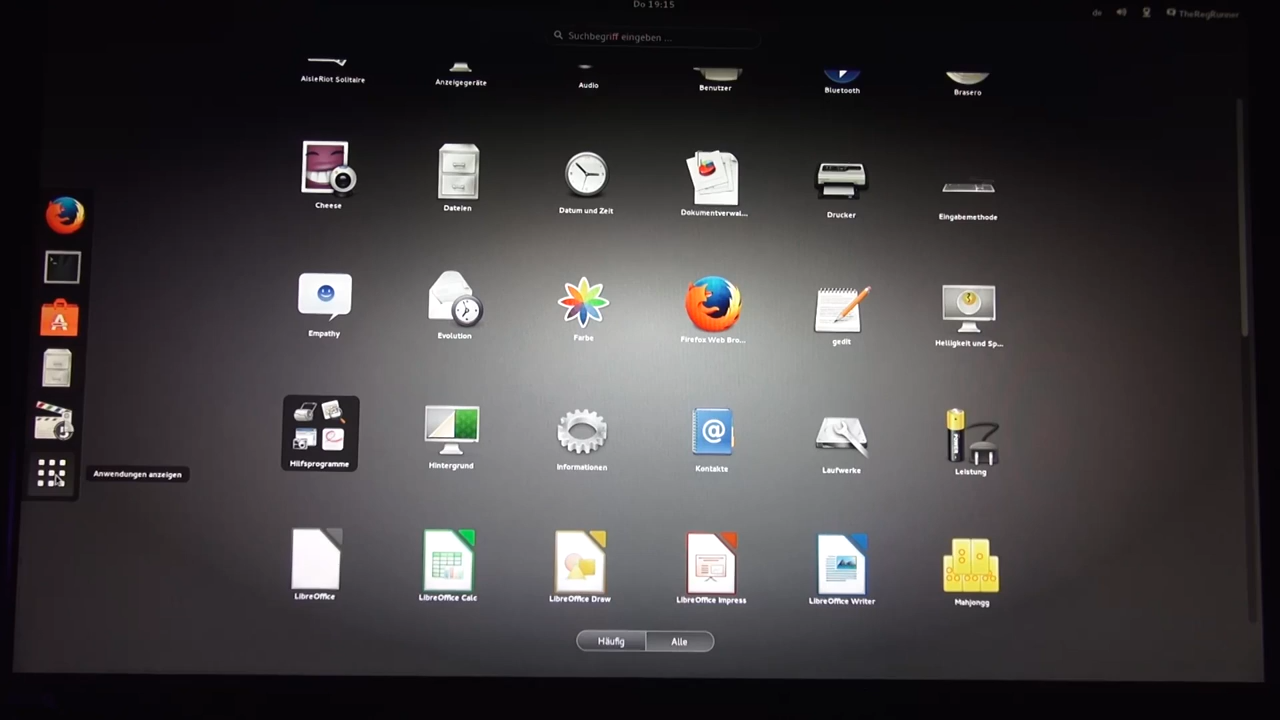 Do 19:15
de
TheRegRunner
Suchbegriff eingeben ...
AisleRiot Solitaire
Anzeigegeräte
Audio
Benutzer
Bluetooth
Brasero
Cheese
Dateien
Datum und Zeit
Dokumentverwal...
Drucker
Eingabemethode
Empathy
Evolution
Farbe
Firefox Web Bro...
gedit
Helligkeit und Sp...
Hilfsprogramme
Hintergrund
Informationen
Kontakte
Laufwerke
Leistung
Anwendungen anzeigen
LibreOffice
LibreOffice Calc
LibreOffice Draw
LibreOffice Impress
LibreOffice Writer
Mahjongg
Häufig
Alle